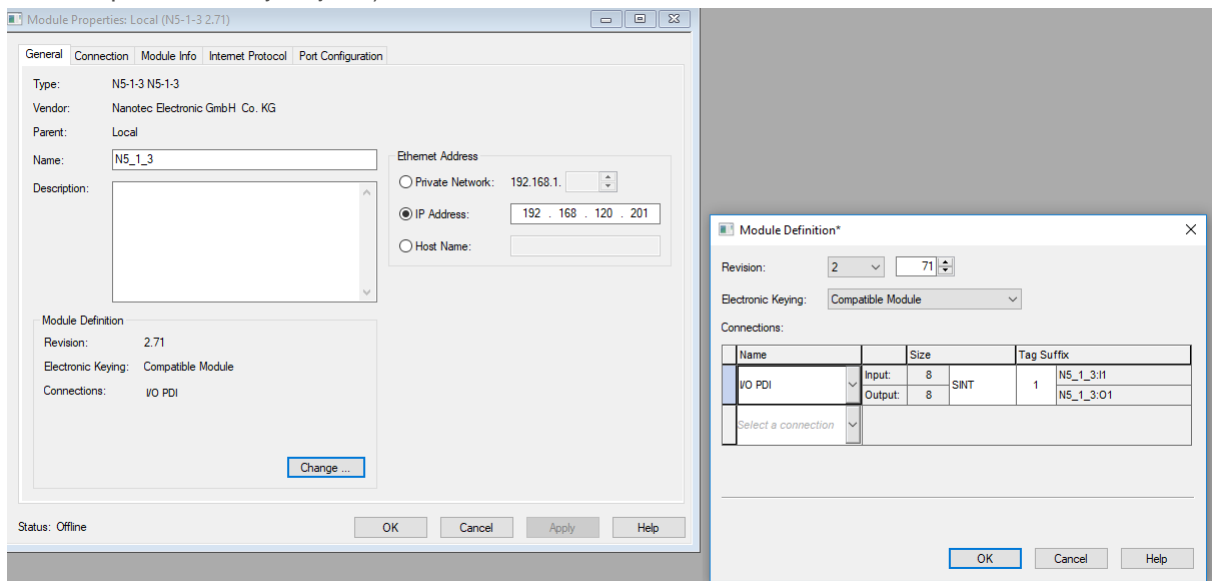 Module Properties: Local (N5-1-3 2.71)
General Connection Module Info Internet Protocol Port Configuration
Type: N5-1-3 N5-1-3
Vendor: Nanotec Electronic GmbH Co. KG
Parent: Local
Name: N5_1_3
Description:
Ethernet Address
Private Network: 192.168.1.
IP Address: 192 . 168 . 120 . 201
Host Name:
Module Definition
Revision: 2.71
Electronic Keying: Compatible Module
Connections: I/O PDI
Change ...
Status: Offline
OK Cancel Apply Help
Module Definition*
Revision: 2 71
Electronic Keying: Compatible Module
Connections:
Name Size Tag Suffix
I/O PDI Input: 8 SINT 1 N5_1_3:I1
Output: 8 N5_1_3:O1
Select a connection
OK Cancel Help